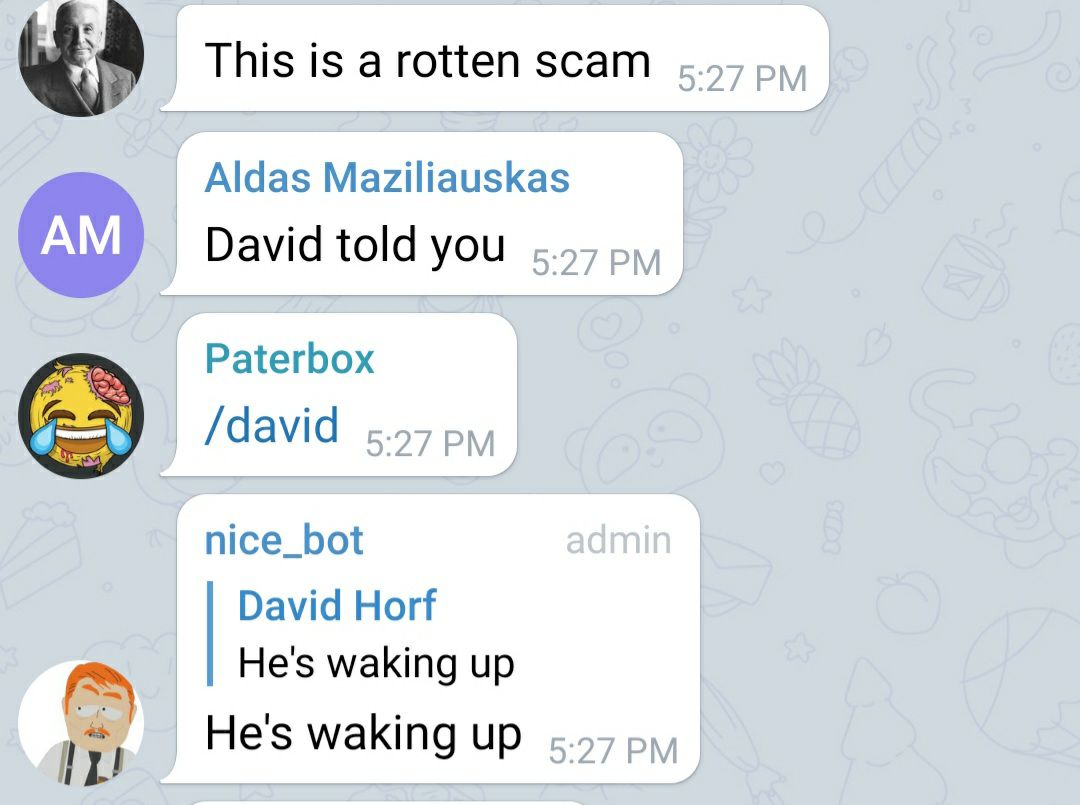 This is a rotten scam 5:27 PM
Aldas Maziliauskas
AM
David told you 5:27 PM
Paterbox
/david 5:27 PM
nice_bot admin
David Horf
He's waking up
He's waking up 5:27 PM